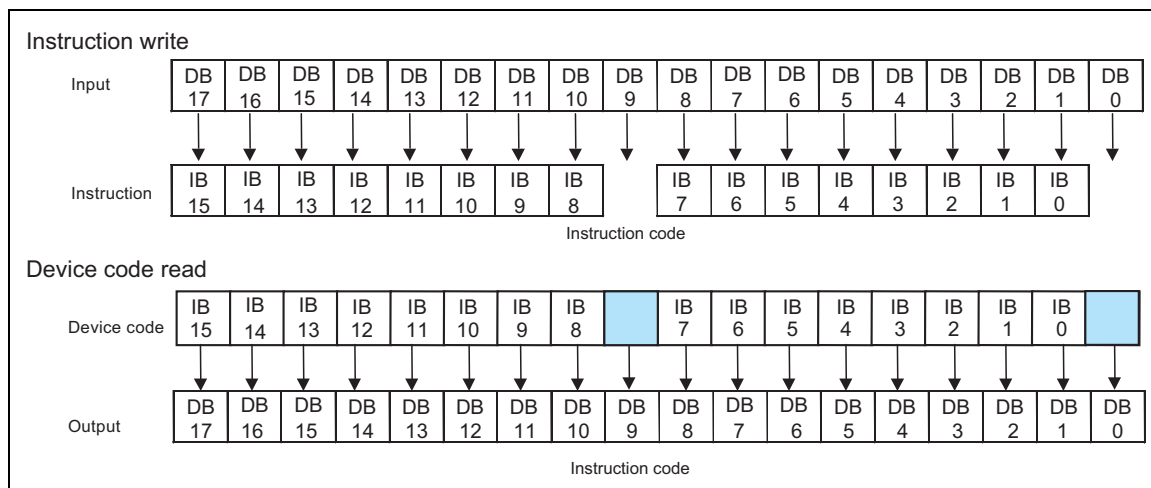 Instruction write
Input
DB 17 DB 16 DB 15 DB 14 DB 13 DB 12 DB 11 DB 10 DB 9 DB 8 DB 7 DB 6 DB 5 DB 4 DB 3 DB 2 DB 1 DB 0
Instruction
IB 15 IB 14 IB 13 IB 12 IB 11 IB 10 IB 9 IB 8 IB 7 IB 6 IB 5 IB 4 IB 3 IB 2 IB 1 IB 0
Instruction code
Device code read
Device code
IB 15 IB 14 IB 13 IB 12 IB 11 IB 10 IB 9 IB 8 IB 7 IB 6 IB 5 IB 4 IB 3 IB 2 IB 1 IB 0
Output
DB 17 DB 16 DB 15 DB 14 DB 13 DB 12 DB 11 DB 10 DB 9 DB 8 DB 7 DB 6 DB 5 DB 4 DB 3 DB 2 DB 1 DB 0
Instruction code